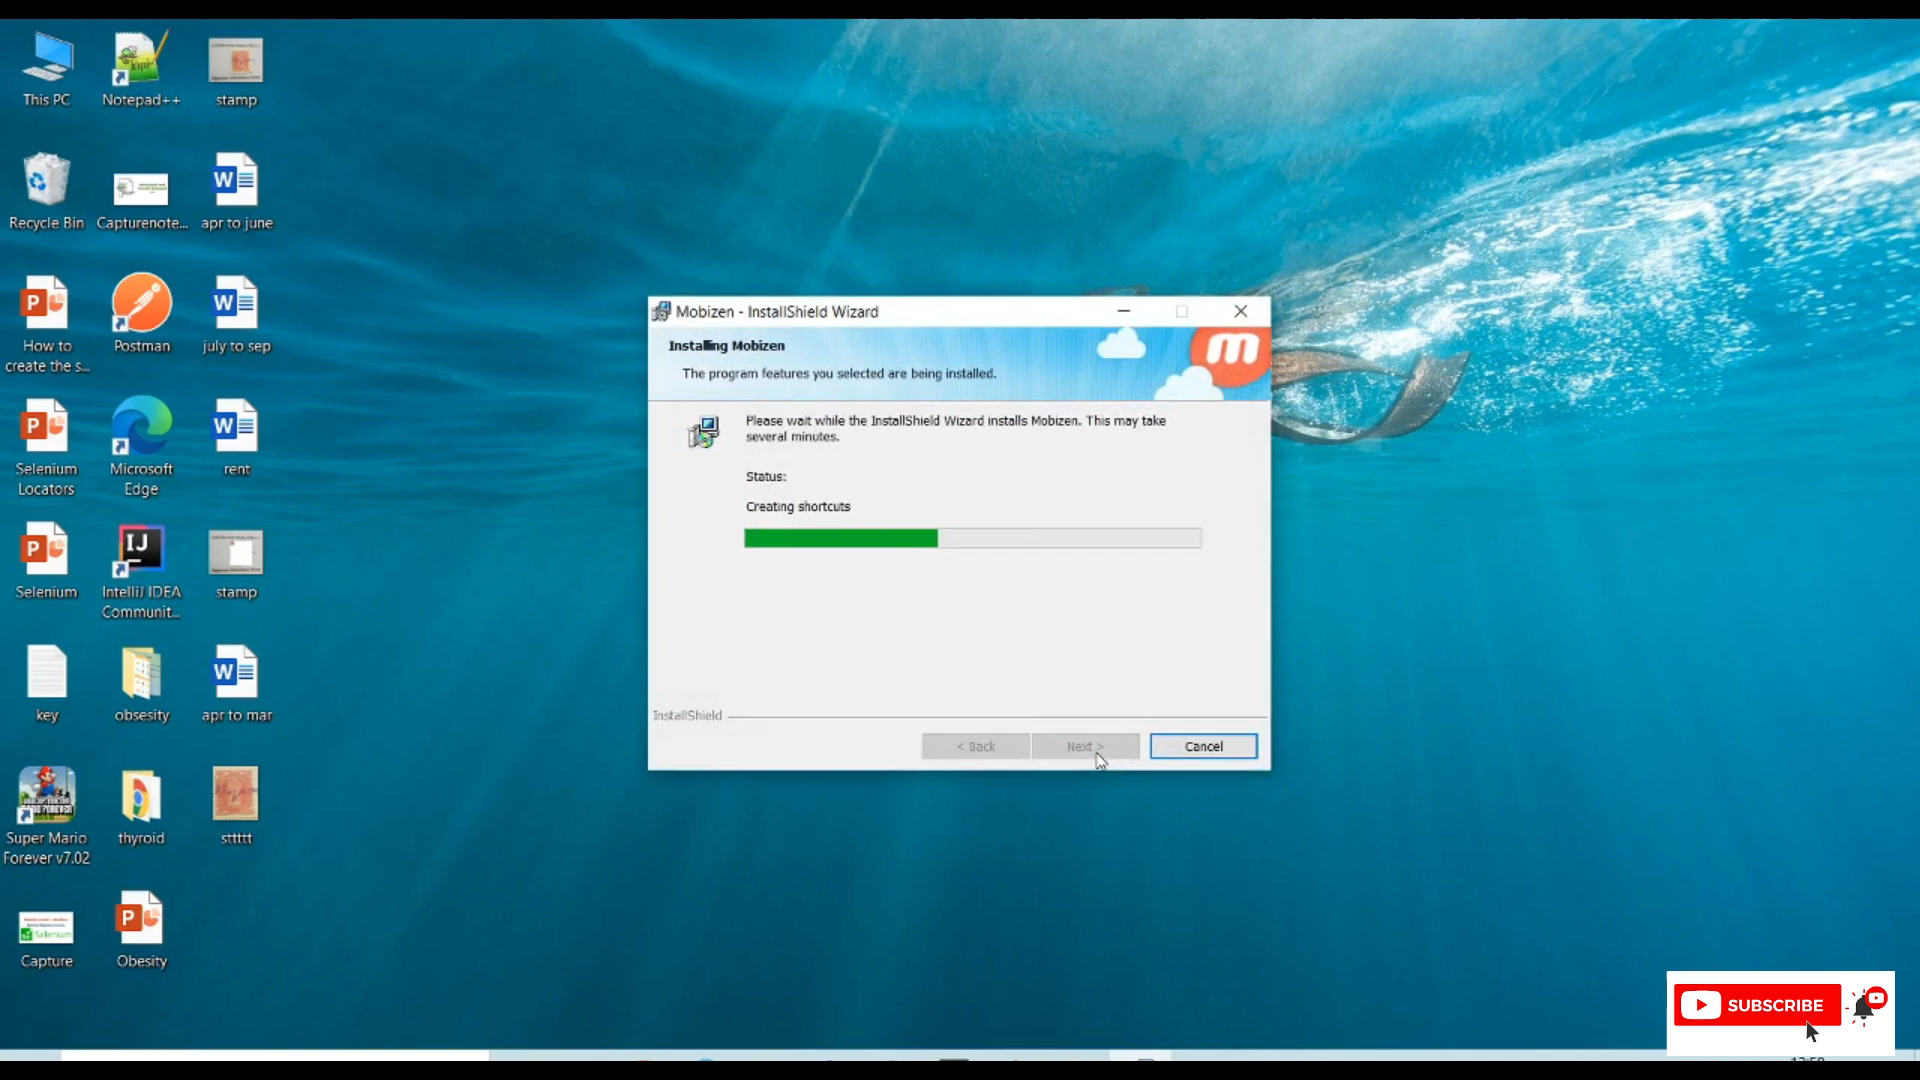 This PC
Notepad++
stamp
Recycle Bin
Capturenote...
apr to june
How to
create the s...
Postman
july to sep
Selenium
Locators
Microsoft
Edge
rent
Selenium
IntelliJ IDEA
Communit...
stamp
key
obsesity
apr to mar
Super Mario
Forever v7.02
thyroid
sttttt
Capture
Obesity
Mobizen - InstallShield Wizard
Installing Mobizen
The program features you selected are being installed.
Please wait while the InstallShield Wizard installs Mobizen. This may take
several minutes.
Status:
Creating shortcuts
InstallShield
< Back
Next >
Cancel
SUBSCRIBE